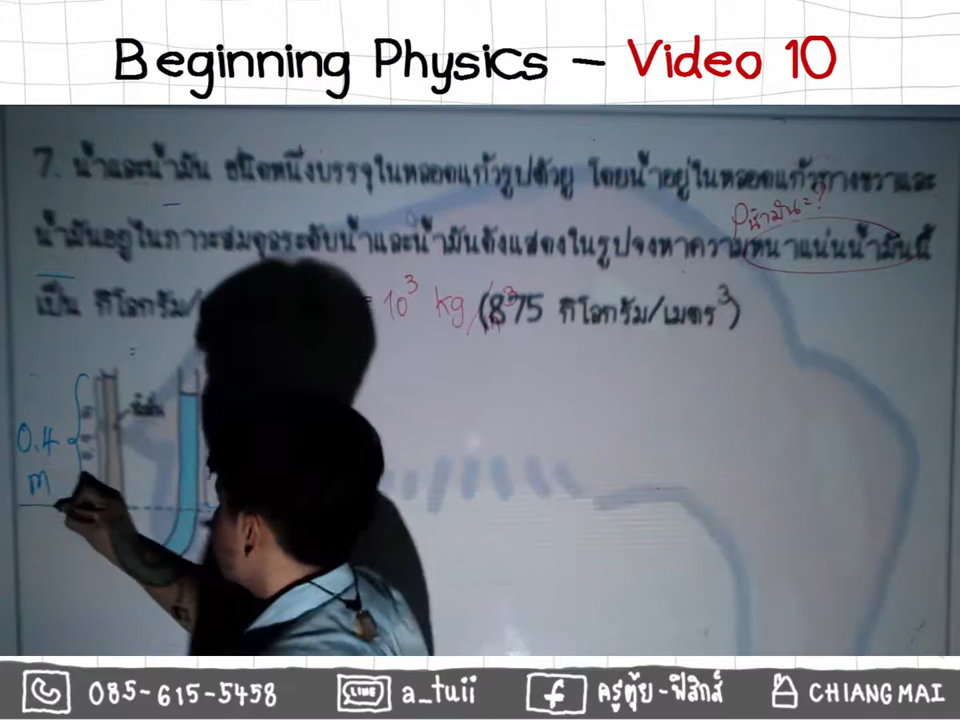 Beginning Physics – Video 10
7. น้ำและน้ำมัน ชนิดหนึ่งบรรจุในหลอดแก้วรูปตัวยู โดยน้ำอยู่ในหลอดแก้วทางขวาและ
ρน้ำมัน = ?
น้ำมันอยู่ในภาวะสมดุลระดับน้ำและน้ำมันดังแสดงในรูปจงหาความหนาแน่นน้ำมันนี้
เป็น กิโลกรัม/ = 10³ kg/m³ (875 กิโลกรัม/เมตร³)
น้ำมัน
0.4
m
085-615-5458 LINE a_tuii f ครูตุ้ย-ฟิสิกส์ CHIANG MAI